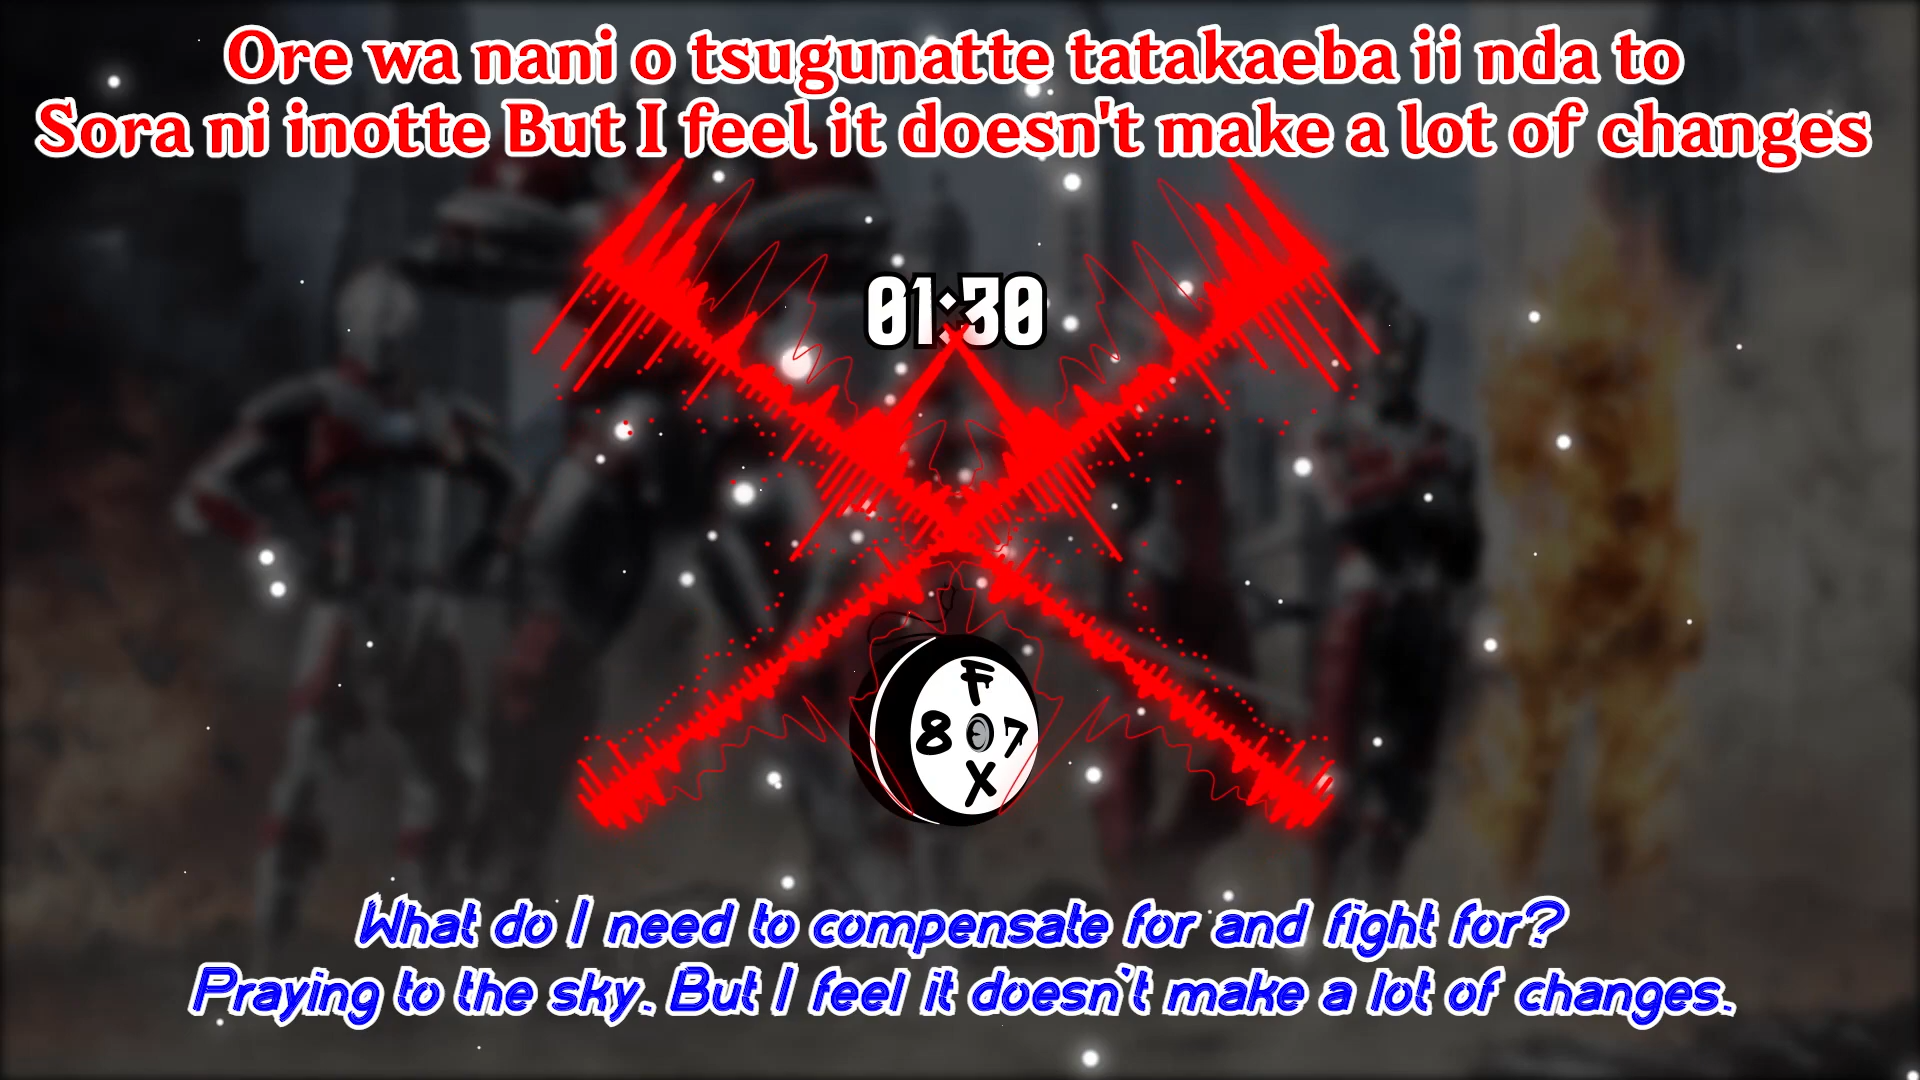 Ore wa nani o tsugunatte tatakaeba ii nda to
Sora ni inotte But I feel it doesn't make a lot of changes
01:30
F
8 7
X
What do I need to compensate for and fight for?
Praying to the sky. But I feel it doesn't make a lot of changes.